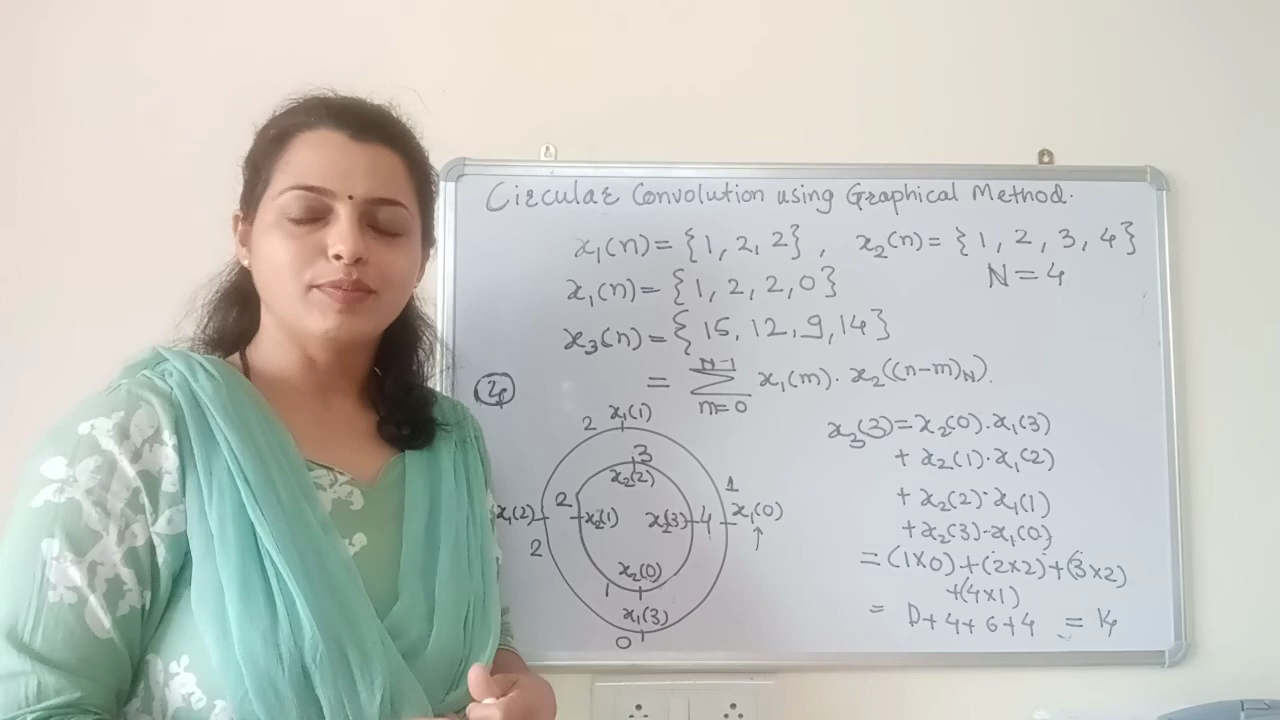 Circular Convolution using Graphical Method.
x₁(n) = {1, 2, 2} , x₂(n) = {1, 2, 3, 4}
N = 4
x₁(n) = {1, 2, 2, 0}
x₃(n) = {15, 12, 9, 14}
= Σ x₁(m) · x₂((n-m)_N).
N-1
m=0
4
2 x₁(1)
3
x₂(2)
1
x₁(2) 2 x₂(1) x₂(3) 4 x₁(0)
↑
2
x₂(0)
1
x₁(3)
0
x₃(3) = x₂(0).x₁(3)
+ x₂(1).x₁(2)
+ x₂(2).x₁(1)
+ x₂(3).x₁(0)
= (1×0) + (2×2) + (3×2)
+(4×1)
= 0+4+6+4 = 14